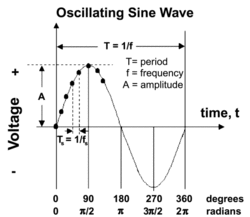 Oscillating Sine Wave
T = 1/f
T= period
f = frequency
A = amplitude
+
A
time, t
Voltage
Tₛ= 1/fₛ
-
0 90 180 270 360 degrees
0 π/2 π 3π/2 2π radians